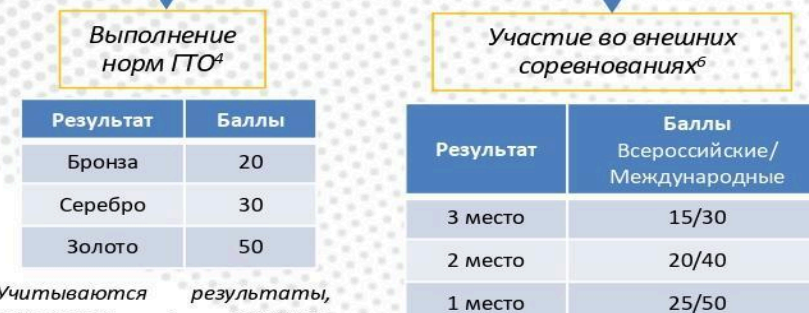 Выполнение
норм ГТО⁴
Результат Баллы
Бронза 20
Серебро 30
Золото 50
Учитываются результаты,
Участие во внешних
соревнованиях⁶
Результат
Баллы
Всероссийские/
Международные
3 место 15/30
2 место 20/40
1 место 25/50